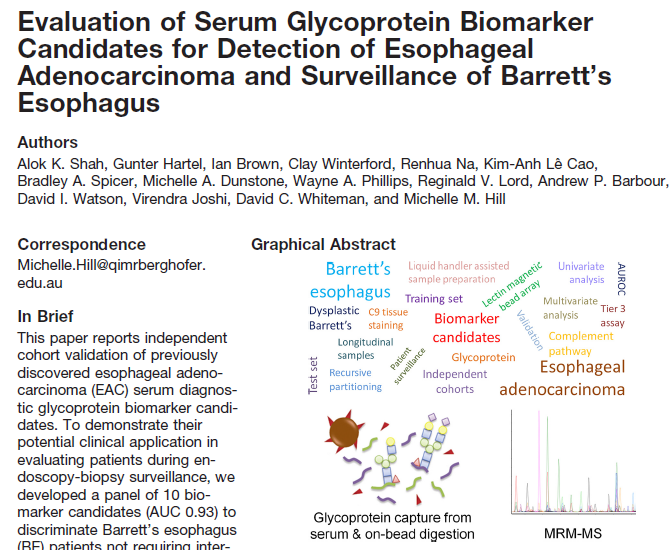 Evaluation of Serum Glycoprotein Biomarker
Candidates for Detection of Esophageal
Adenocarcinoma and Surveillance of Barrett's
Esophagus
Authors
Alok K. Shah, Gunter Hartel, Ian Brown, Clay Winterford, Renhua Na, Kim-Anh Lê Cao,
Bradley A. Spicer, Michelle A. Dunstone, Wayne A. Phillips, Reginald V. Lord, Andrew P. Barbour,
David I. Watson, Virendra Joshi, David C. Whiteman, and Michelle M. Hill
Correspondence
Michelle.Hill@qimrberghofer.
edu.au
In Brief
This paper reports independent
cohort validation of previously
discovered esophageal adeno-
carcinoma (EAC) serum diagnos-
tic glycoprotein biomarker candi-
dates. To demonstrate their
potential clinical application in
evaluating patients during en-
doscopy-biopsy surveillance, we
developed a panel of 10 bio-
marker candidates (AUC 0.93) to
discriminate Barrett's esophagus
(BE) patients not requiring inter-
Graphical Abstract
Barrett's
esophagus
Liquid handler assisted
sample preparation
Lectin magnetic
bead array
Univariate
analysis
AUROC
Training set
Multivariate
analysis
Tier 3
assay
Dysplastic
Barrett's
C9 tissue
staining
Biomarker
candidates
Validation
Complement
pathway
Longitudinal
samples
Patient
surveillance
Glycoprotein
Esophageal
adenocarcinoma
Test set
Recursive
partitioning
Independent
cohorts
Glycoprotein capture from
serum & on-bead digestion
MRM-MS